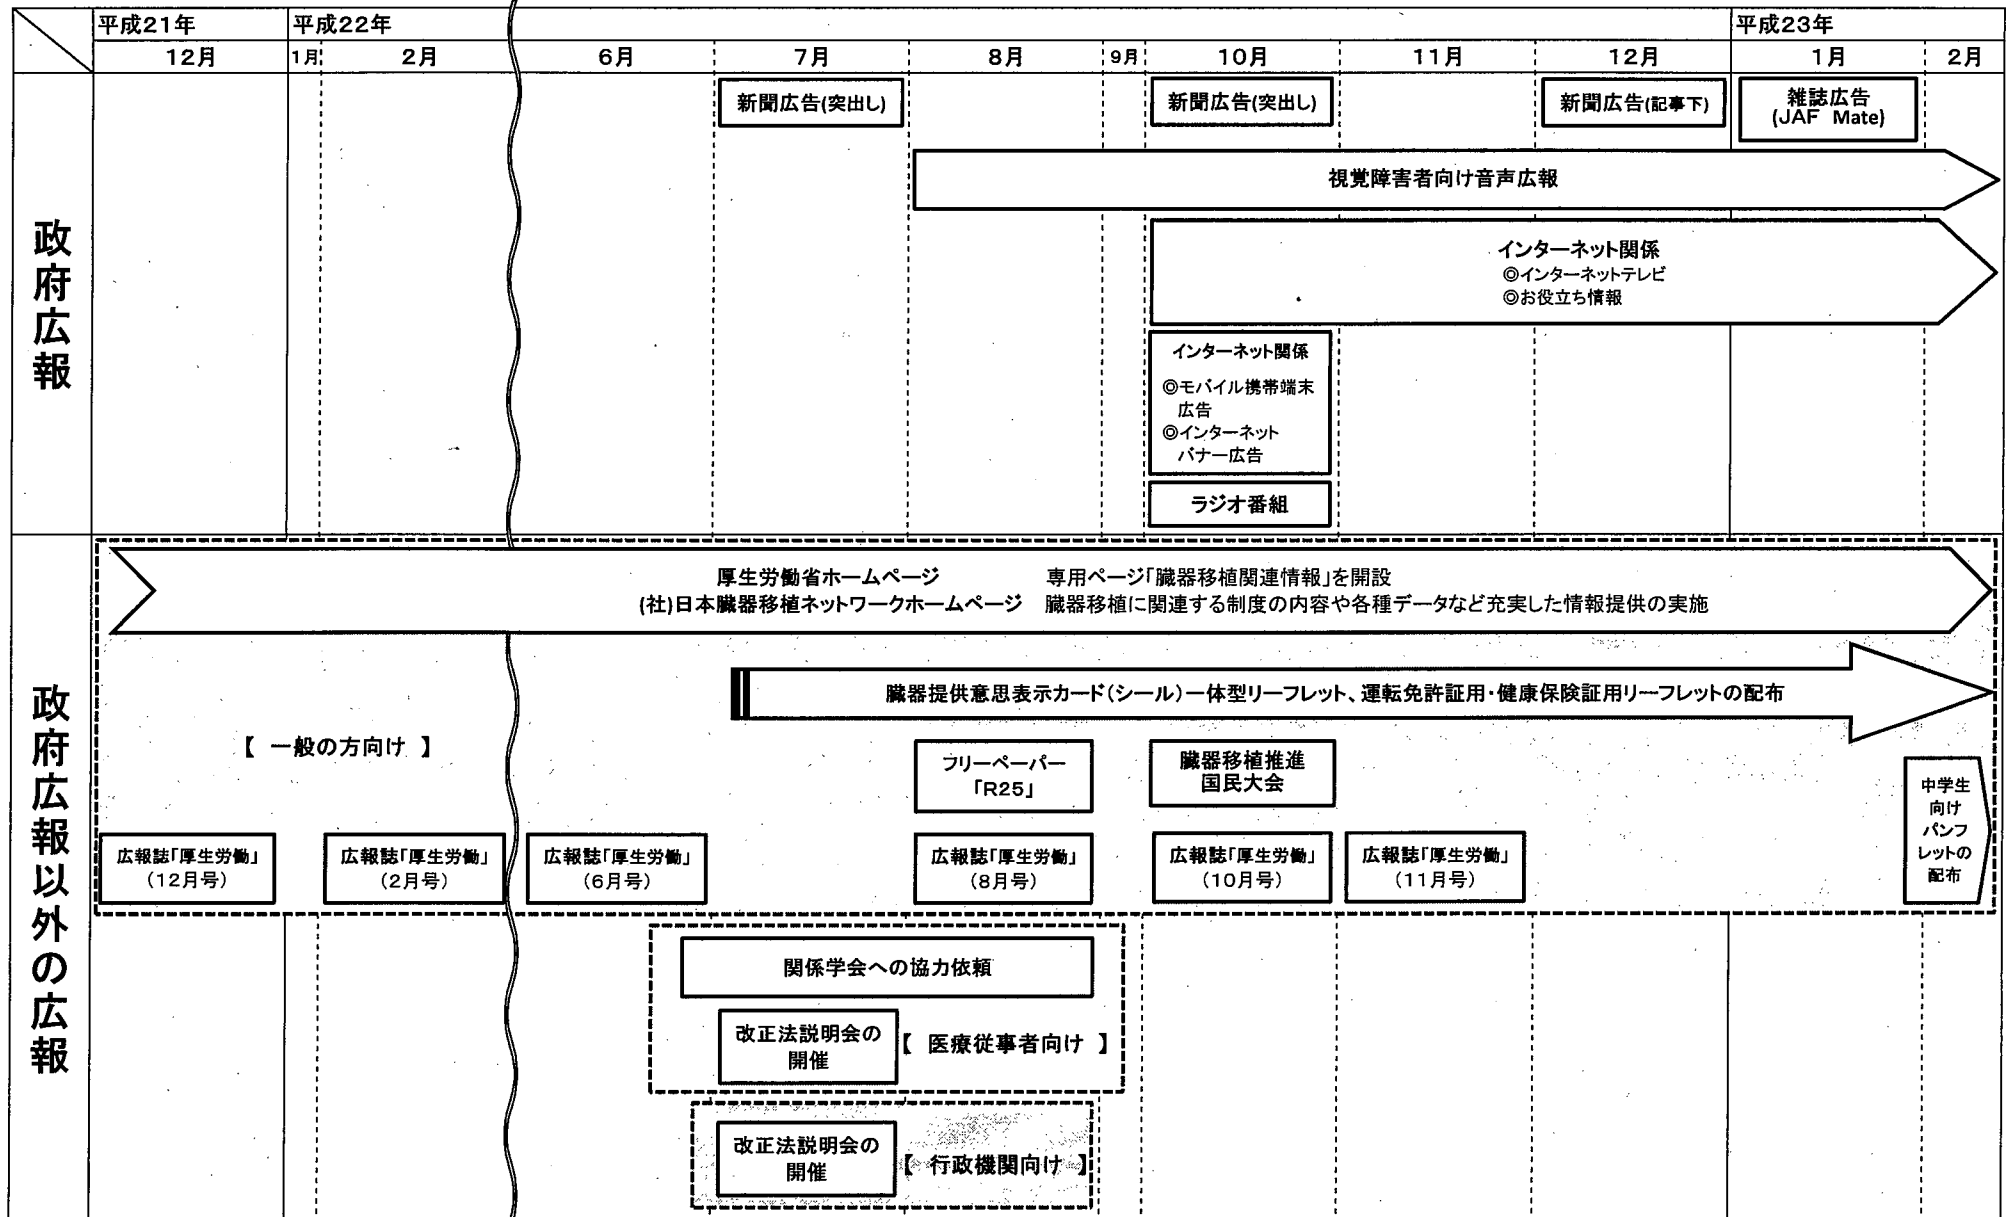 平成21年
平成22年
平成23年
12月
1月
2月
6月
7月
8月
9月
10月
11月
12月
1月
2月
政府広報
新聞広告(突出し)
新聞広告(突出し)
新聞広告(記事下)
雑誌広告
(JAF Mate)
視覚障害者向け音声広報
インターネット関係
◎インターネットテレビ
◎お役立ち情報
インターネット関係
◎モバイル携帯端末
広告
◎インターネット
バナー広告
ラジオ番組
政府広報以外の広報
厚生労働省ホームページ 専用ページ「臓器移植関連情報」を開設
(社)日本臓器移植ネットワークホームページ 臓器移植に関連する制度の内容や各種データなど充実した情報提供の実施
臓器提供意思表示カード(シール)一体型リーフレット、運転免許証用・健康保険証用リーフレットの配布
【 一般の方向け 】
フリーペーパー
「R25」
臓器移植推進
国民大会
中学生
向け
パンフ
レットの
配布
広報誌「厚生労働」
(12月号)
広報誌「厚生労働」
(2月号)
広報誌「厚生労働」
(6月号)
広報誌「厚生労働」
(8月号)
広報誌「厚生労働」
(10月号)
広報誌「厚生労働」
(11月号)
関係学会への協力依頼
改正法説明会の
開催
【 医療従事者向け 】
改正法説明会の
開催
【 行政機関向け 】